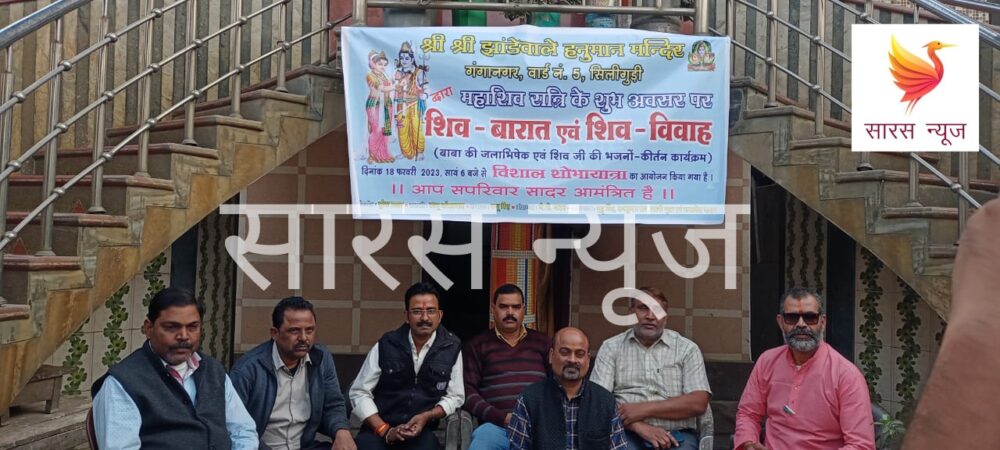 श्री श्री झांडेवाले हनुमान मन्दिर
गंगानगर, वार्ड नं. 5, सिलीगुड़ी
द्वारा महाशिव रात्रि के शुभ अवसर पर
शिव - बारात एवं शिव - विवाह
(बाबा की जलाभिषेक एवं शिव जी की भजनों-कीर्तन कार्यक्रम)
दिनांक 18 फरवरी 2023, सायं 6 बजे से विशाल शोभायात्रा का आयोजन किया गया है।
।। आप सपरिवार सादर आमंत्रित है ।।
सारस न्यूज
सारस न्यूज